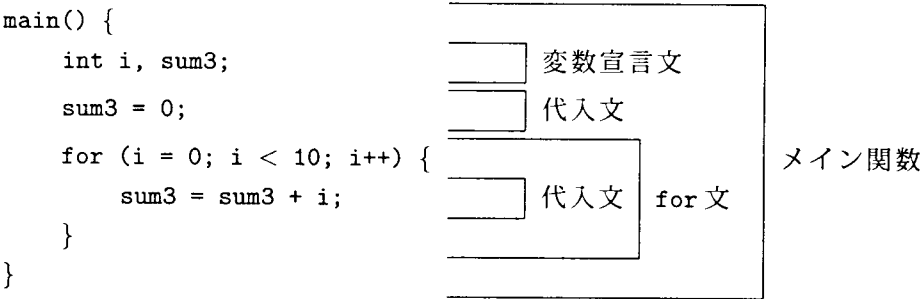 main() {
int i, sum3;
変数宣言文
sum3 = 0;
代入文
for (i = 0; i < 10; i++) {
メイン関数
sum3 = sum3 + i;
代入文
for 文
}
}